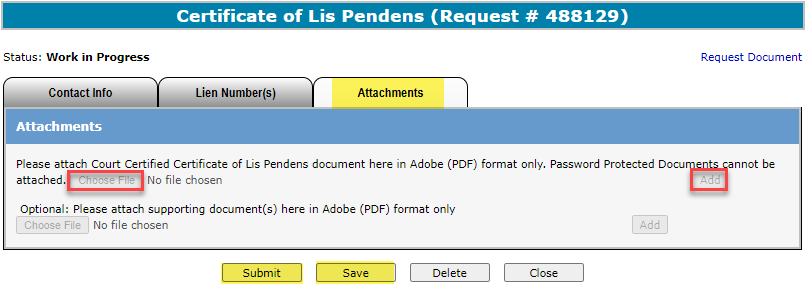 Certificate of Lis Pendens (Request # 488129)
Status: Work in Progress Request Document
Contact Info Lien Number(s) Attachments
Attachments
Please attach Court Certified Certificate of Lis Pendens document here in Adobe (PDF) format only. Password Protected Documents cannot be
attached. Choose File No file chosen Add
Optional: Please attach supporting document(s) here in Adobe (PDF) format only
Choose File No file chosen Add
Submit Save Delete Close